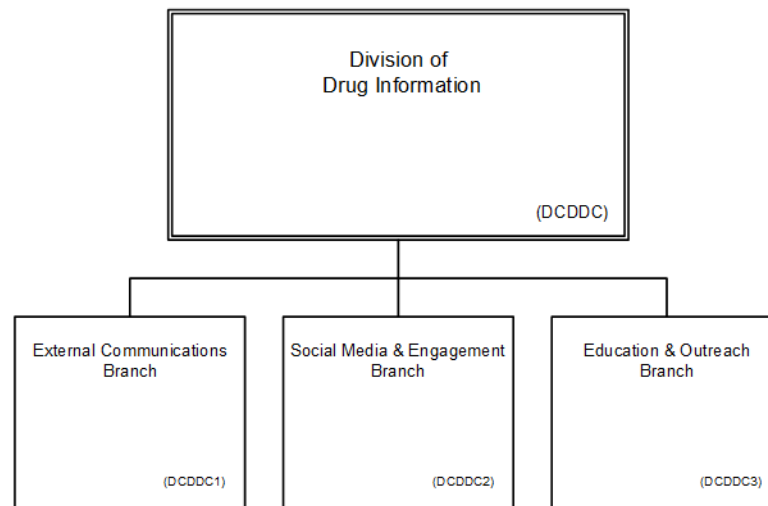 Division of
Drug Information
(DCDDC)
External Communications
Branch
(DCDDC1)
Social Media & Engagement
Branch
(DCDDC2)
Education & Outreach
Branch
(DCDDC3)